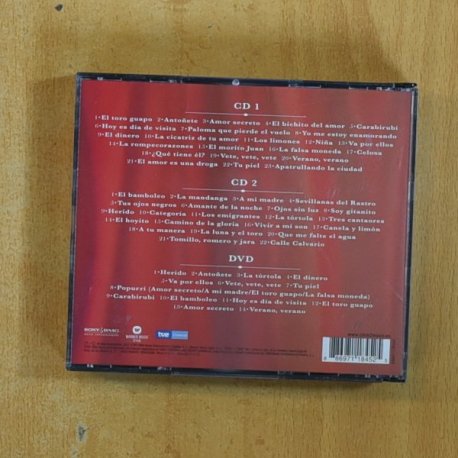 CD 1
1·El toro guapo 2·Antoñete 3·Amor secreto 4·El bichito del amor 5·Carabirubí
6·Hoy es día de visita 7·Paloma que pierde el vuelo 8·Yo me estoy enamorando
9·El dinero 10·La cicatriz de tu amor 11·Los limones 12·Niña 13·Va por ellos
14·La rompecorazones 15·El morito Juan 16·La falsa moneda 17·Celosa
18·¿Qué tiene él? 19·Vete, vete, vete 20·Verano, verano
21·El amor es una droga 22·Tu piel 23·Apatrullando la ciudad
CD 2
1·El bamboleo 2·La mandanga 3·A mi madre 4·Sevillanas del Rastro
5·Tus ojos negros 6·Amante de la noche 7·Ojos sin luz 8·Soy gitanito
9·Herido 10·Categoría 11·Los emigrantes 12·La tórtola 13·Tres cantaores
14·El hoyito 15·Camino de la gloria 16·Vivir a mi son 17·Canela y limón
18·A tu manera 19·La luna y el toro 20·Que me falte el agua
21·Tomillo, romero y jara 22·Calle Calvario
DVD
1·Herido 2·Antoñete 3·La tórtola 4·El dinero
5·Va por ellos 6·Vete, vete, vete 7·Tu piel
8·Popurrí (Amor secreto/A mi madre/El toro guapo/La falsa moneda)
9·Carabirubí 10·El bamboleo 11·Hoy es día de visita 12·El toro guapo
13·Amor secreto 14·Verano, verano
SONY BMG
WARNER MUSIC
SPAIN
tve
8 86971 18452